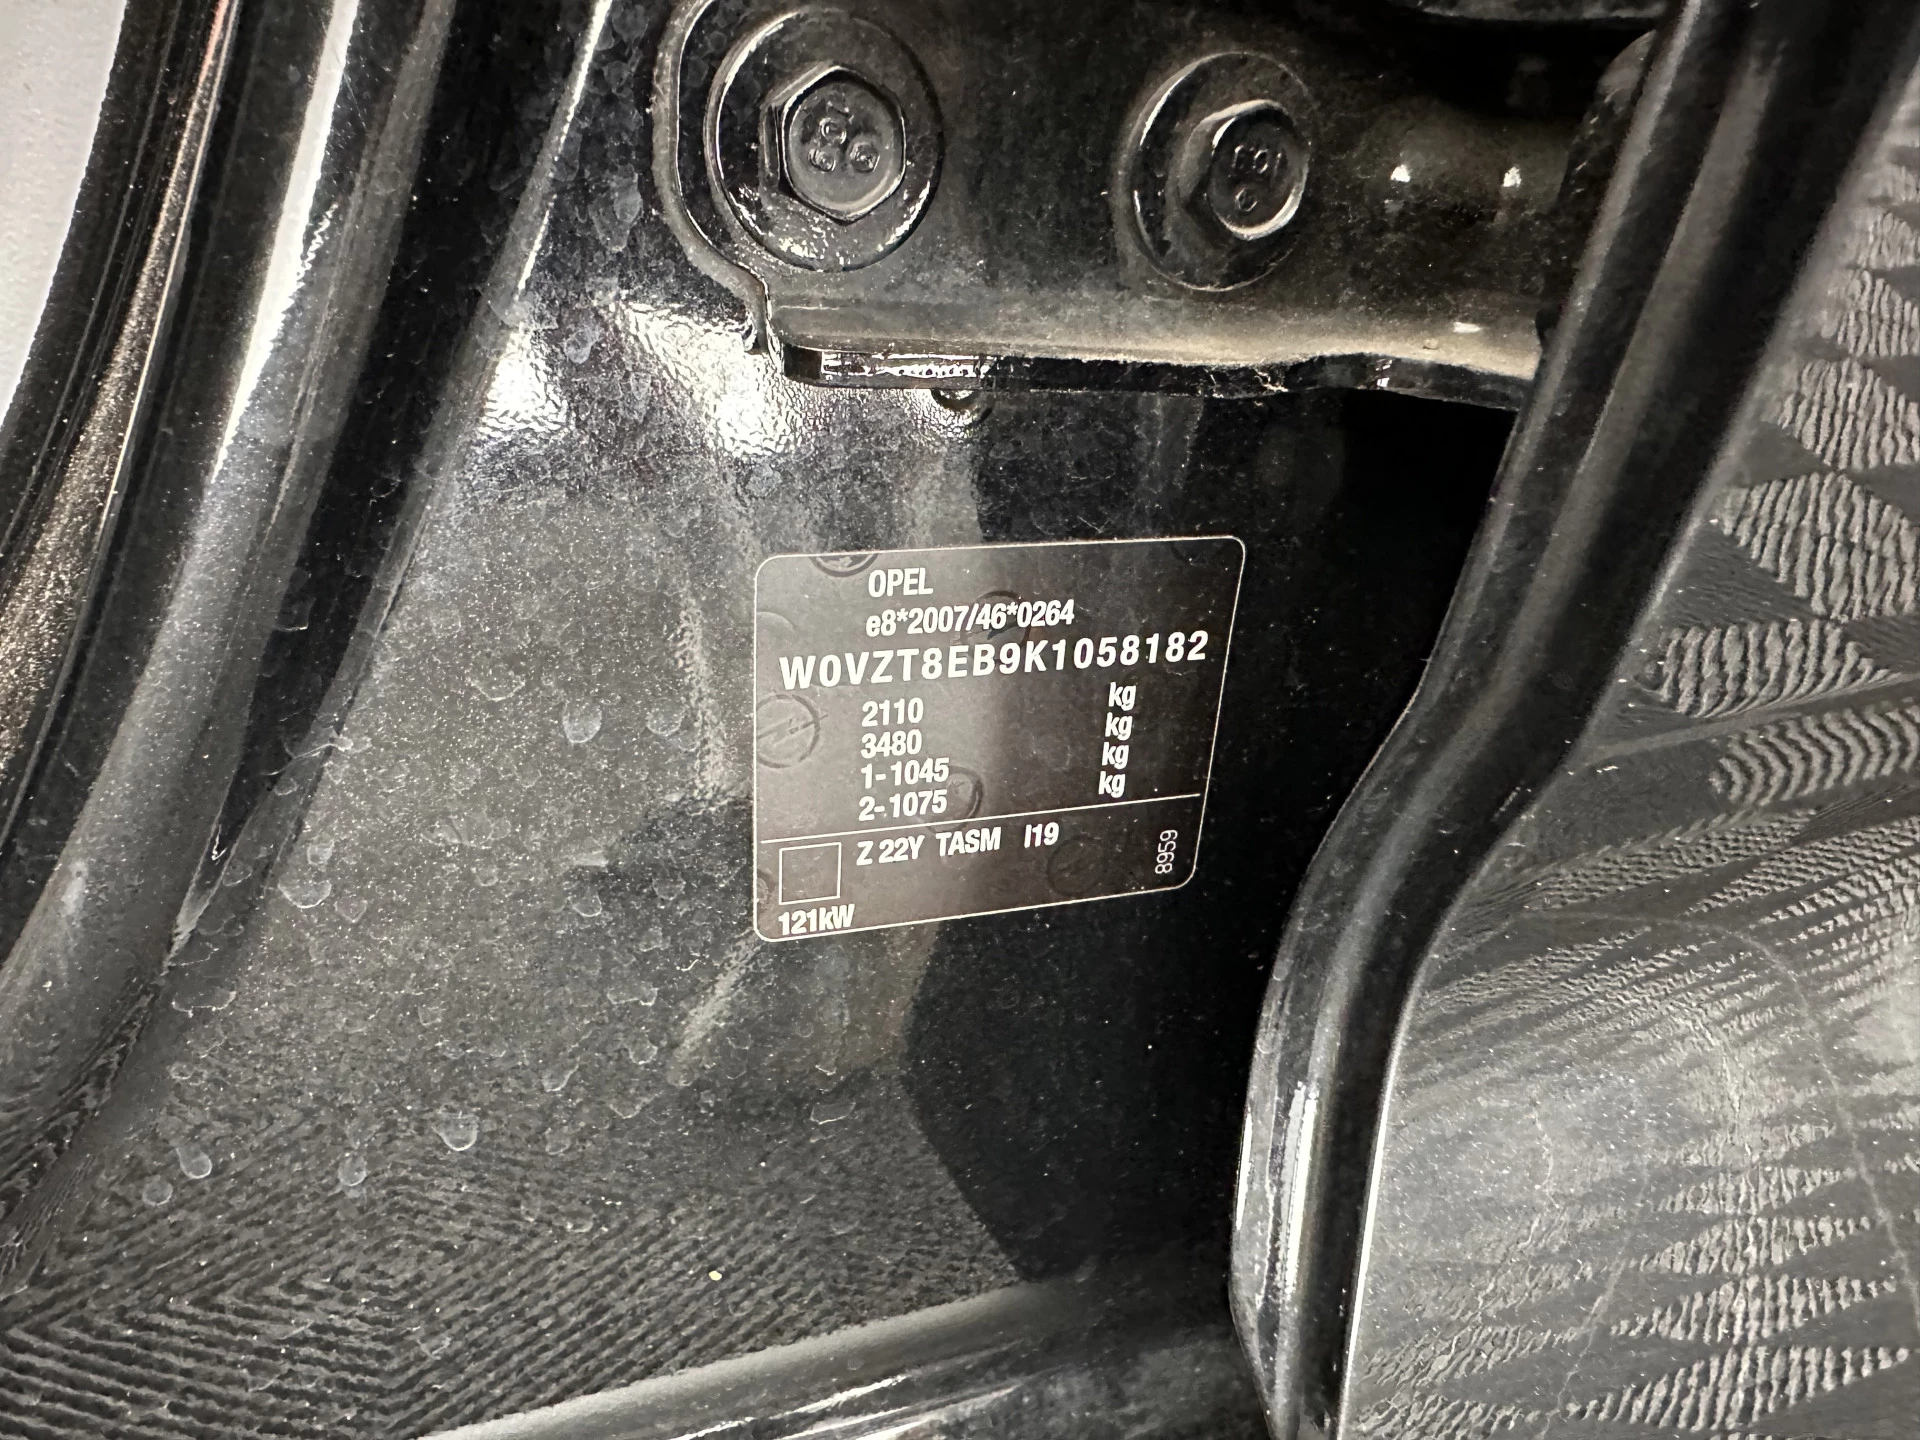 OPEL
e8*2007/46*0264
W0VZT8EB9K1058182
2110 kg
3480 kg
1-1045 kg
2-1075 kg
Z 22Y TASM I19
8959
121kW